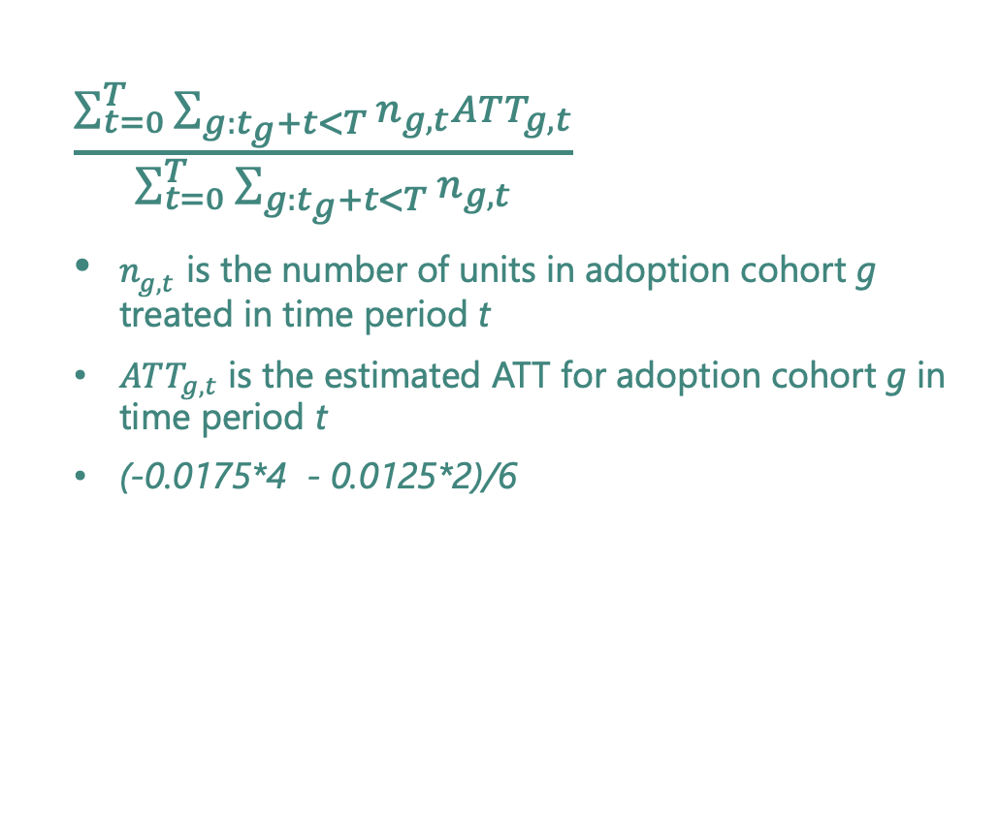 $\frac{\sum_{t=0}^{T} \sum_{g:t_g+t<T} n_{g,t} ATT_{g,t}}{\sum_{t=0}^{T} \sum_{g:t_g+t<T} n_{g,t}}$
• $n_{g,t}$ is the number of units in adoption cohort g
treated in time period t
• $ATT_{g,t}$ is the estimated ATT for adoption cohort g in
time period t
• (-0.0175*4 - 0.0125*2)/6